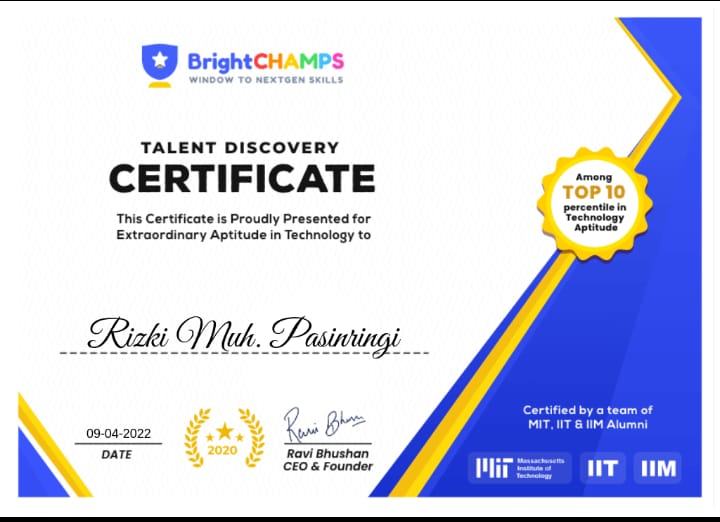 BrightCHAMPS
WINDOW TO NEXTGEN SKILLS
TALENT DISCOVERY
CERTIFICATE
This Certificate is Proudly Presented for
Extraordinary Aptitude in Technology to
Among
TOP 10
percentile in
Technology
Aptitude
Rizki Muh. Pasinringi
09-04-2022
DATE
2020
Ravi Bhushan
Ravi Bhushan
CEO & Founder
Certified by a team of
MIT, IIT & IIM Alumni
Massachusetts
Institute of
Technology
IIT
IIM